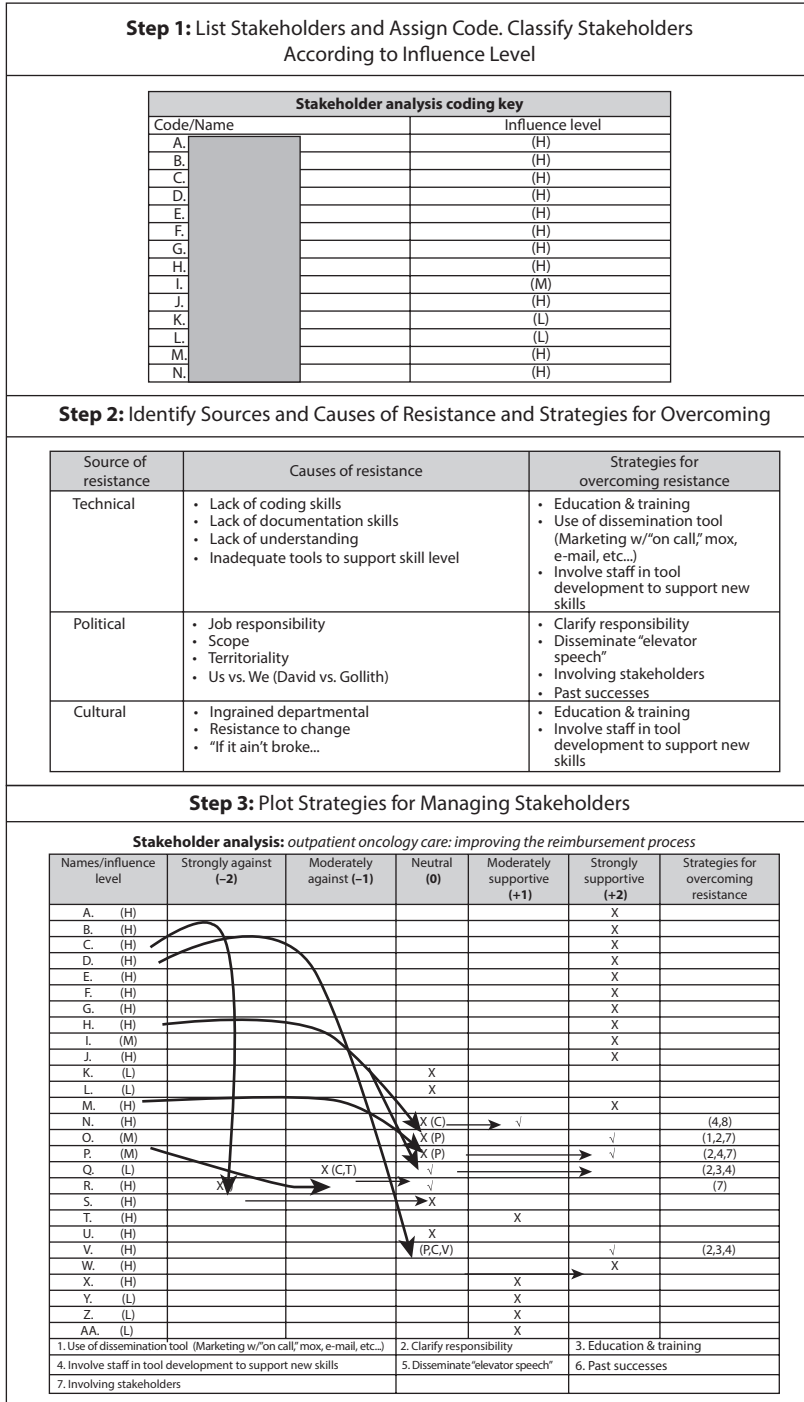 Step 1: List Stakeholders and Assign Code. Classify Stakeholders
According to Influence Level
Stakeholder analysis coding key
Code/Name Influence level
A. (H)
B. (H)
C. (H)
D. (H)
E. (H)
F. (H)
G. (H)
H. (H)
I. (M)
J. (H)
K. (L)
L. (L)
M. (H)
N. (H)
Step 2: Identify Sources and Causes of Resistance and Strategies for Overcoming
Source of
resistance
Causes of resistance
Strategies for
overcoming resistance
Technical
• Lack of coding skills
• Lack of documentation skills
• Lack of understanding
• Inadequate tools to support skill level
• Education & training
• Use of dissemination tool
(Marketing w/"on call," mox,
e-mail, etc...)
• Involve staff in tool
development to support new
skills
Political
• Job responsibility
• Scope
• Territoriality
• Us vs. We (David vs. Gollith)
• Clarify responsibility
• Disseminate "elevator
speech"
• Involving stakeholders
• Past successes
Cultural
• Ingrained departmental
• Resistance to change
• "If it ain't broke...
• Education & training
• Involve staff in tool
development to support new
skills
Step 3: Plot Strategies for Managing Stakeholders
Stakeholder analysis: outpatient oncology care: improving the reimbursement process
Names/influence
level
Strongly against
(–2)
Moderately
against (–1)
Neutral
(0)
Moderately
supportive
(+1)
Strongly
supportive
(+2)
Strategies for
overcoming
resistance
A. (H) X
B. (H) X
C. (H) X
D. (H) X
E. (H) X
F. (H) X
G. (H) X
H. (H) X
I. (M) X
J. (H) X
K. (L) X
L. (L) X
M. (H) X
N. (H) X (C) √ (4,8)
O. (M) X (P) √ (1,2,7)
P. (M) X (P) √ (2,4,7)
Q. (L) X (C,T) √ (2,3,4)
R. (H) X √ (7)
S. (H) X
T. (H) X
U. (H) X
V. (H) (P,C,V) √ (2,3,4)
W. (H) X
X. (H) X
Y. (L) X
Z. (L) X
AA. (L) X
1. Use of dissemination tool (Marketing w/"on call," mox, e-mail, etc...) 2. Clarify responsibility 3. Education & training
4. Involve staff in tool development to support new skills 5. Disseminate "elevator speech" 6. Past successes
7. Involving stakeholders